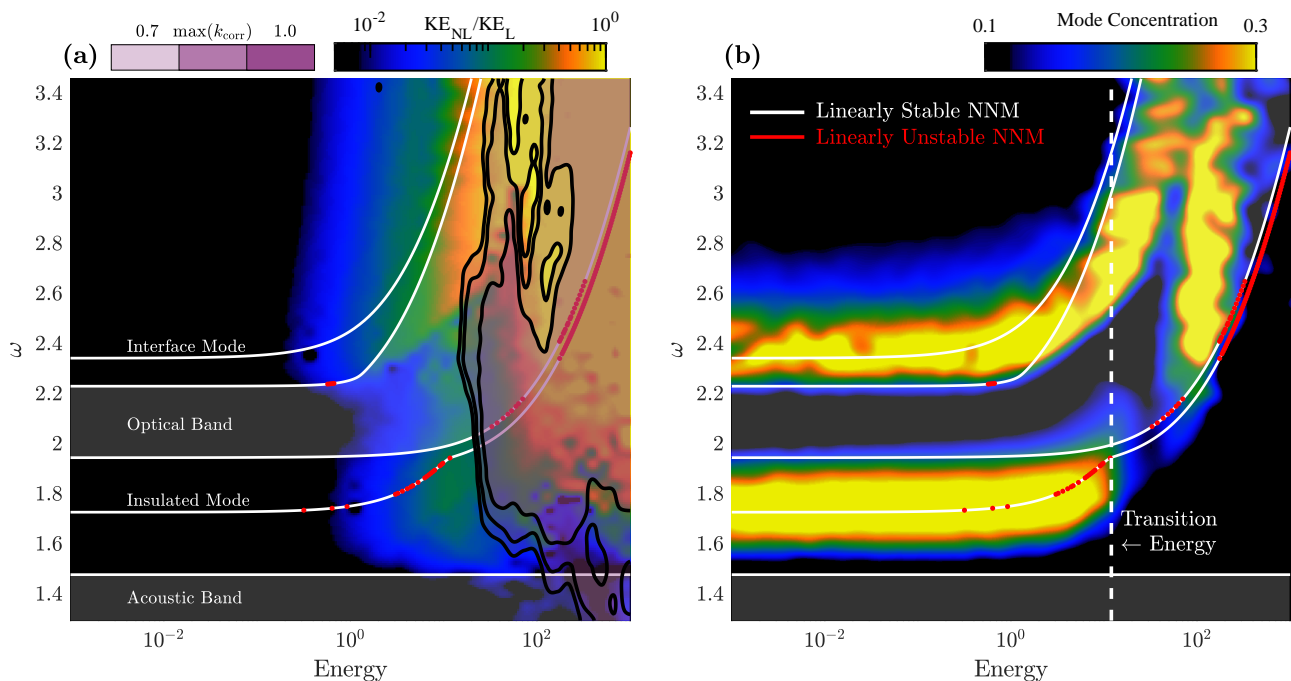 0.7 max(k_corr) 1.0
10^-2 KE_NL/KE_L 10^0
(a)
3.4
3.2
3
2.8
2.6
2.4
2.2
2
1.8
1.6
1.4
ω
Interface Mode
Optical Band
Insulated Mode
Acoustic Band
10^-2
10^0
10^2
Energy
0.1 Mode Concentration 0.3
(b)
Linearly Stable NNM
Linearly Unstable NNM
3.4
3.2
3
2.8
2.6
2.4
2.2
2
1.8
1.6
1.4
ω
Transition
← Energy
10^-2
10^0
10^2
Energy